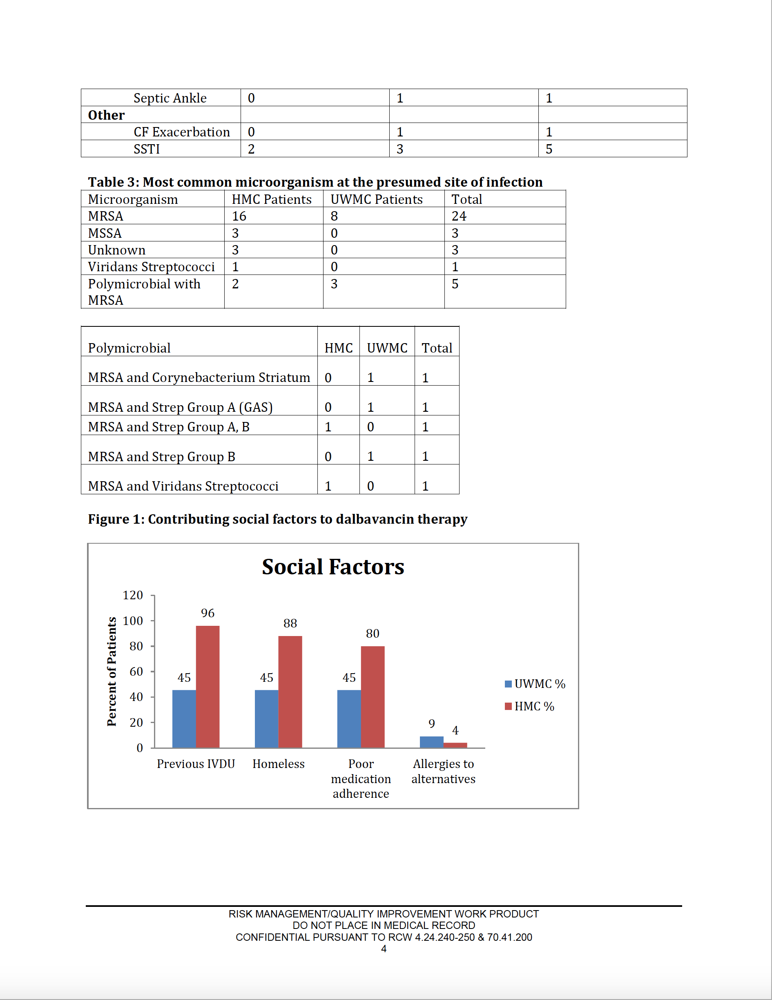 Septic Ankle 0 1 1
Other
CF Exacerbation 0 1 1
SSTI 2 3 5
Table 3: Most common microorganism at the presumed site of infection
Microorganism HMC Patients UWMC Patients Total
MRSA 16 8 24
MSSA 3 0 3
Unknown 3 0 3
Viridans Streptococci 1 0 1
Polymicrobial with 2 3 5
MRSA
Polymicrobial HMC UWMC Total
MRSA and Corynebacterium Striatum 0 1 1
MRSA and Strep Group A (GAS) 0 1 1
MRSA and Strep Group A, B 1 0 1
MRSA and Strep Group B 0 1 1
MRSA and Viridans Streptococci 1 0 1
Figure 1: Contributing social factors to dalbavancin therapy
Social Factors
Percent of Patients
120
100
80
60
40
20
0
45 96
45 88
45 80
9 4
Previous IVDU
Homeless
Poor
medication
adherence
Allergies to
alternatives
UWMC %
HMC %
RISK MANAGEMENT/QUALITY IMPROVEMENT WORK PRODUCT
DO NOT PLACE IN MEDICAL RECORD
CONFIDENTIAL PURSUANT TO RCW 4.24.240-250 & 70.41.200
4